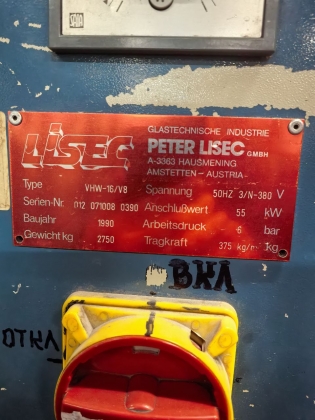 LISEC
GLASTECHNISCHE INDUSTRIE
PETER LISEC GMBH
A-3363 HAUSMENING
AMSTETTEN - AUSTRIA -
Type VHW-16/V8
Serien-Nr. 012 071008 0390
Baujahr 1990
Gewicht kg 2750
Spannung 50HZ 3/N-380 V
Anschlußwert 55 kW
Arbeitsdruck 6 bar
Tragkraft 375 kg/m kg
ВКЛ
ОТКЛ